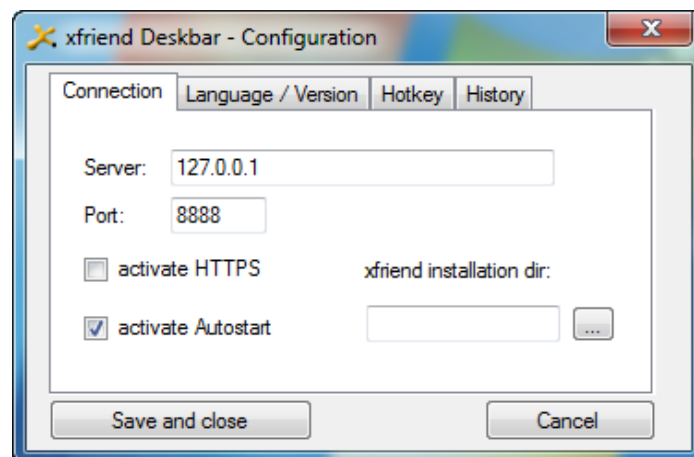 xfriend Deskbar - Configuration
x
Connection Language / Version Hotkey History
Server: 127.0.0.1
Port: 8888
activate HTTPS xfriend installation dir:
activate Autostart ...
Save and close Cancel